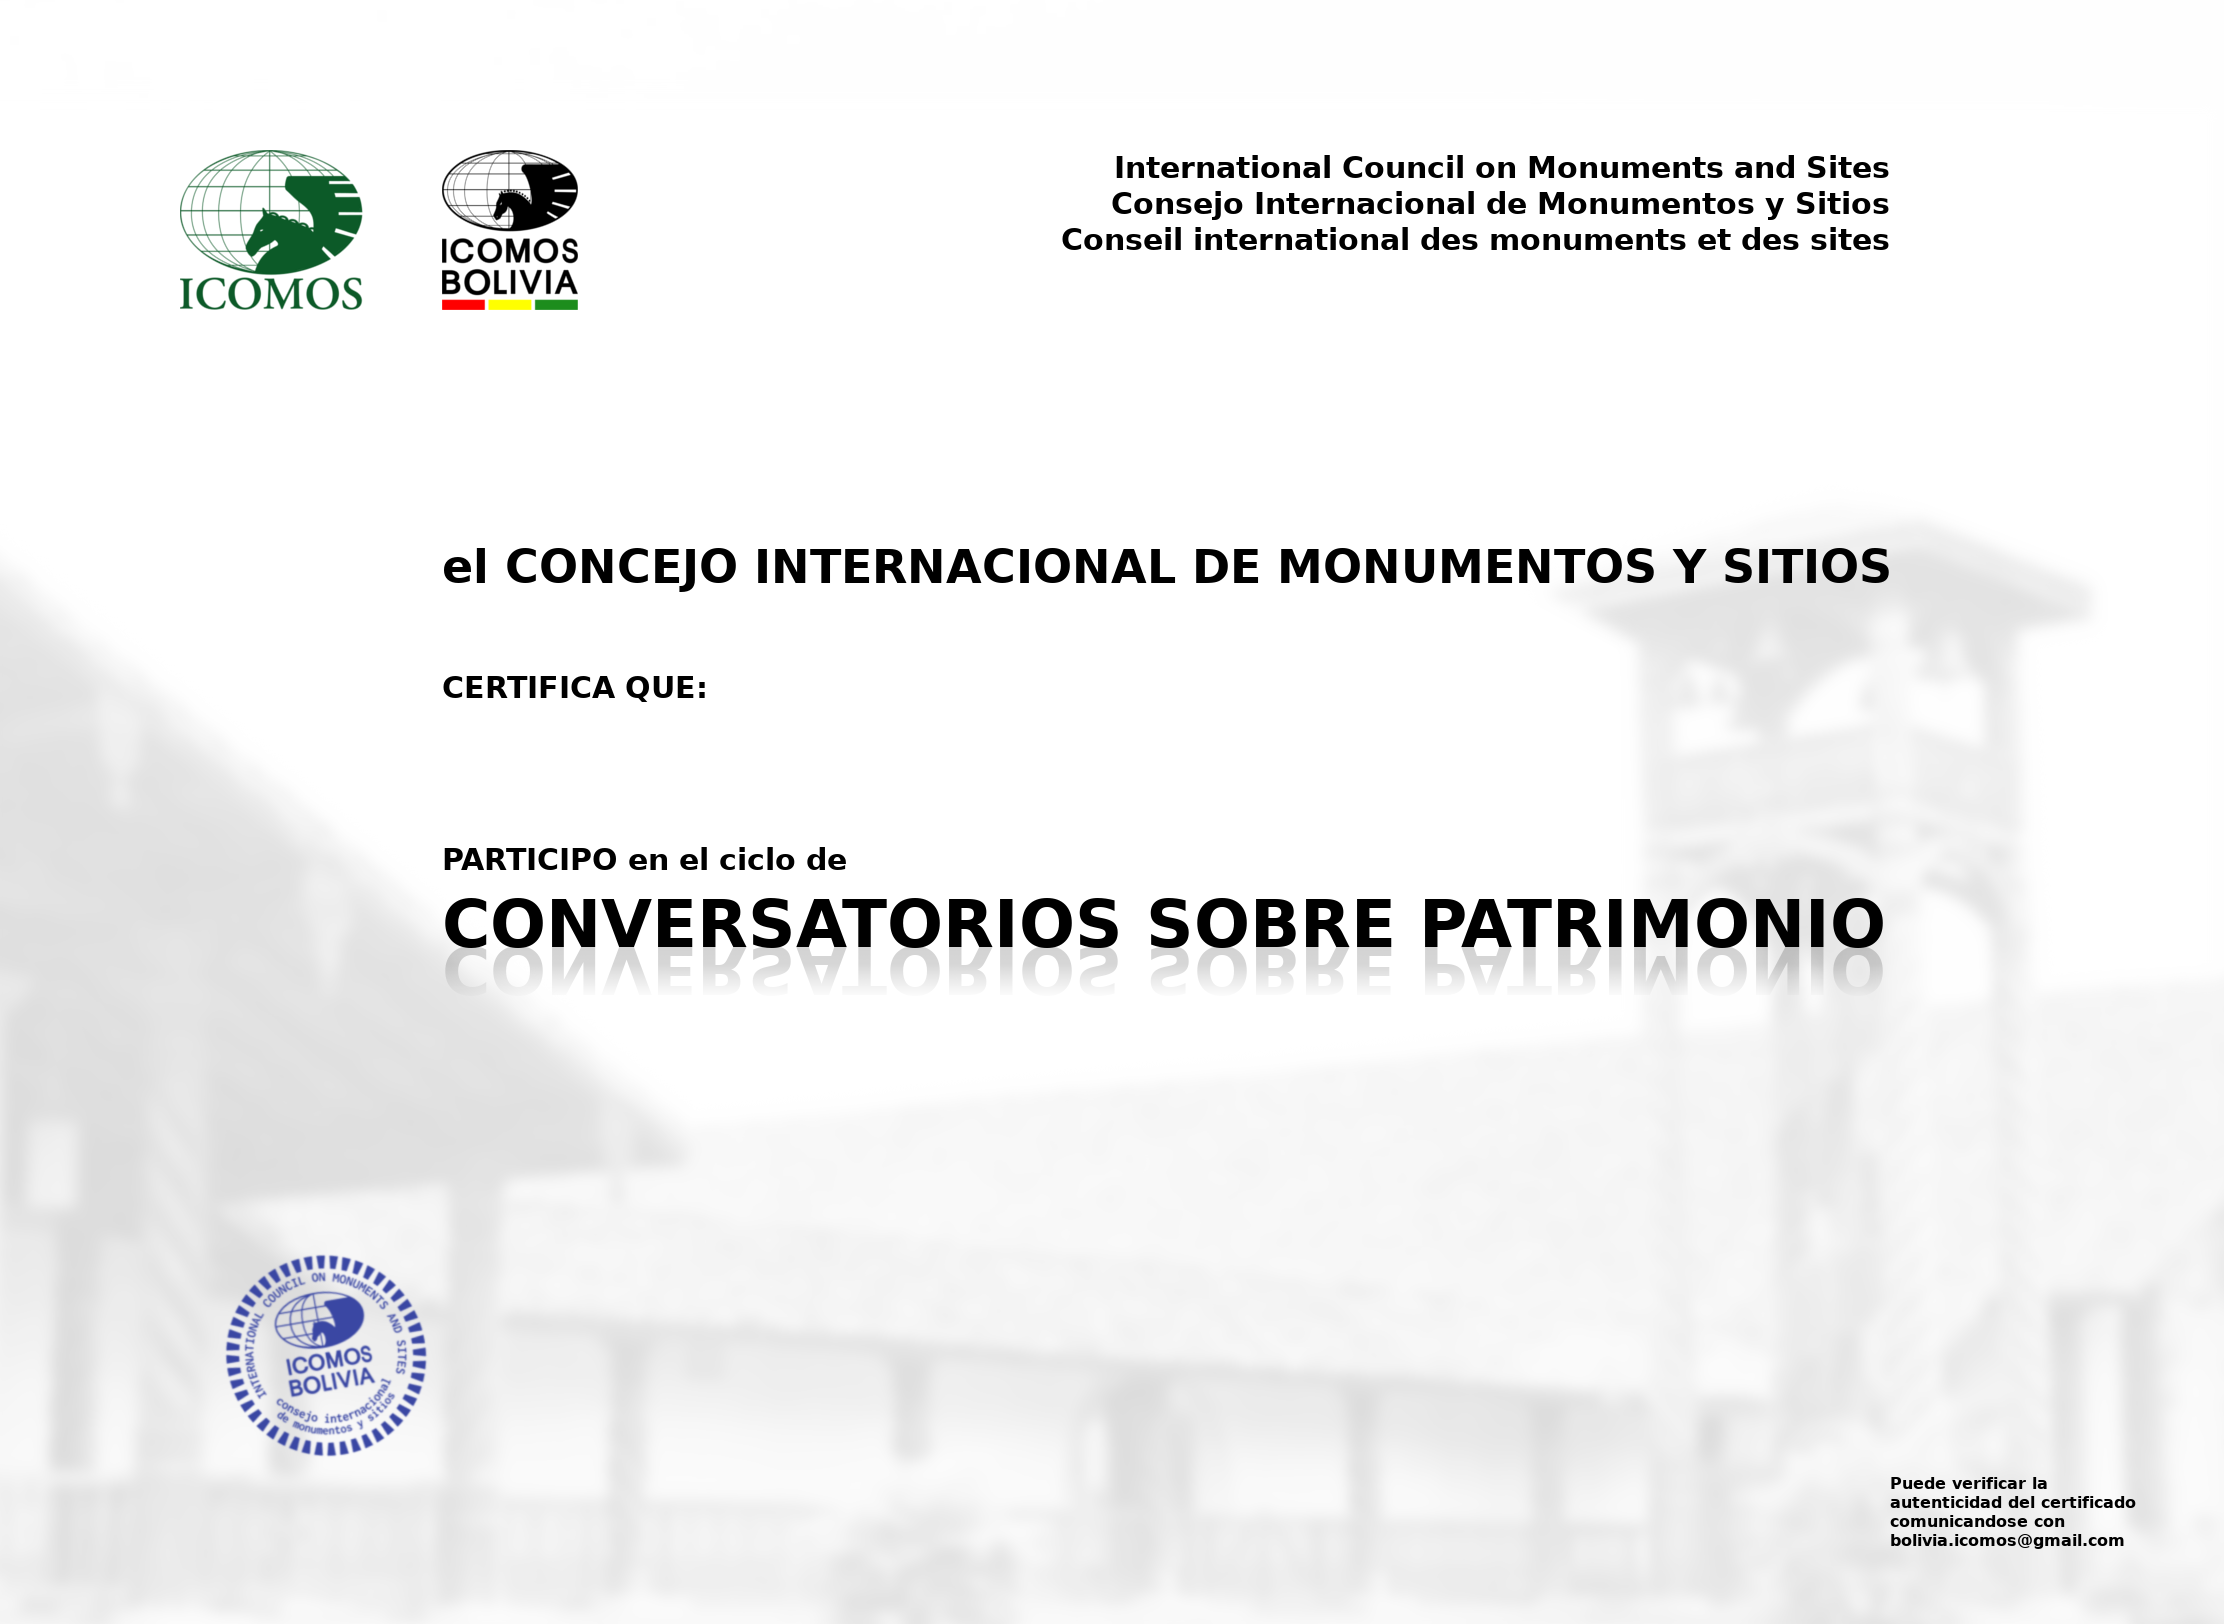 ICOMOS
ICOMOS
BOLIVIA
International Council on Monuments and Sites
Consejo Internacional de Monumentos y Sitios
Conseil international des monuments et des sites
el CONCEJO INTERNACIONAL DE MONUMENTOS Y SITIOS
CERTIFICA QUE:
PARTICIPO en el ciclo de
CONVERSATORIOS SOBRE PATRIMONIO
INTERNATIONAL COUNCIL ON MONUMENTS AND SITES
ICOMOS
BOLIVIA
consejo internacional
de monumentos y sitios
Puede verificar la
autenticidad del certificado
comunicandose con
bolivia.icomos@gmail.com